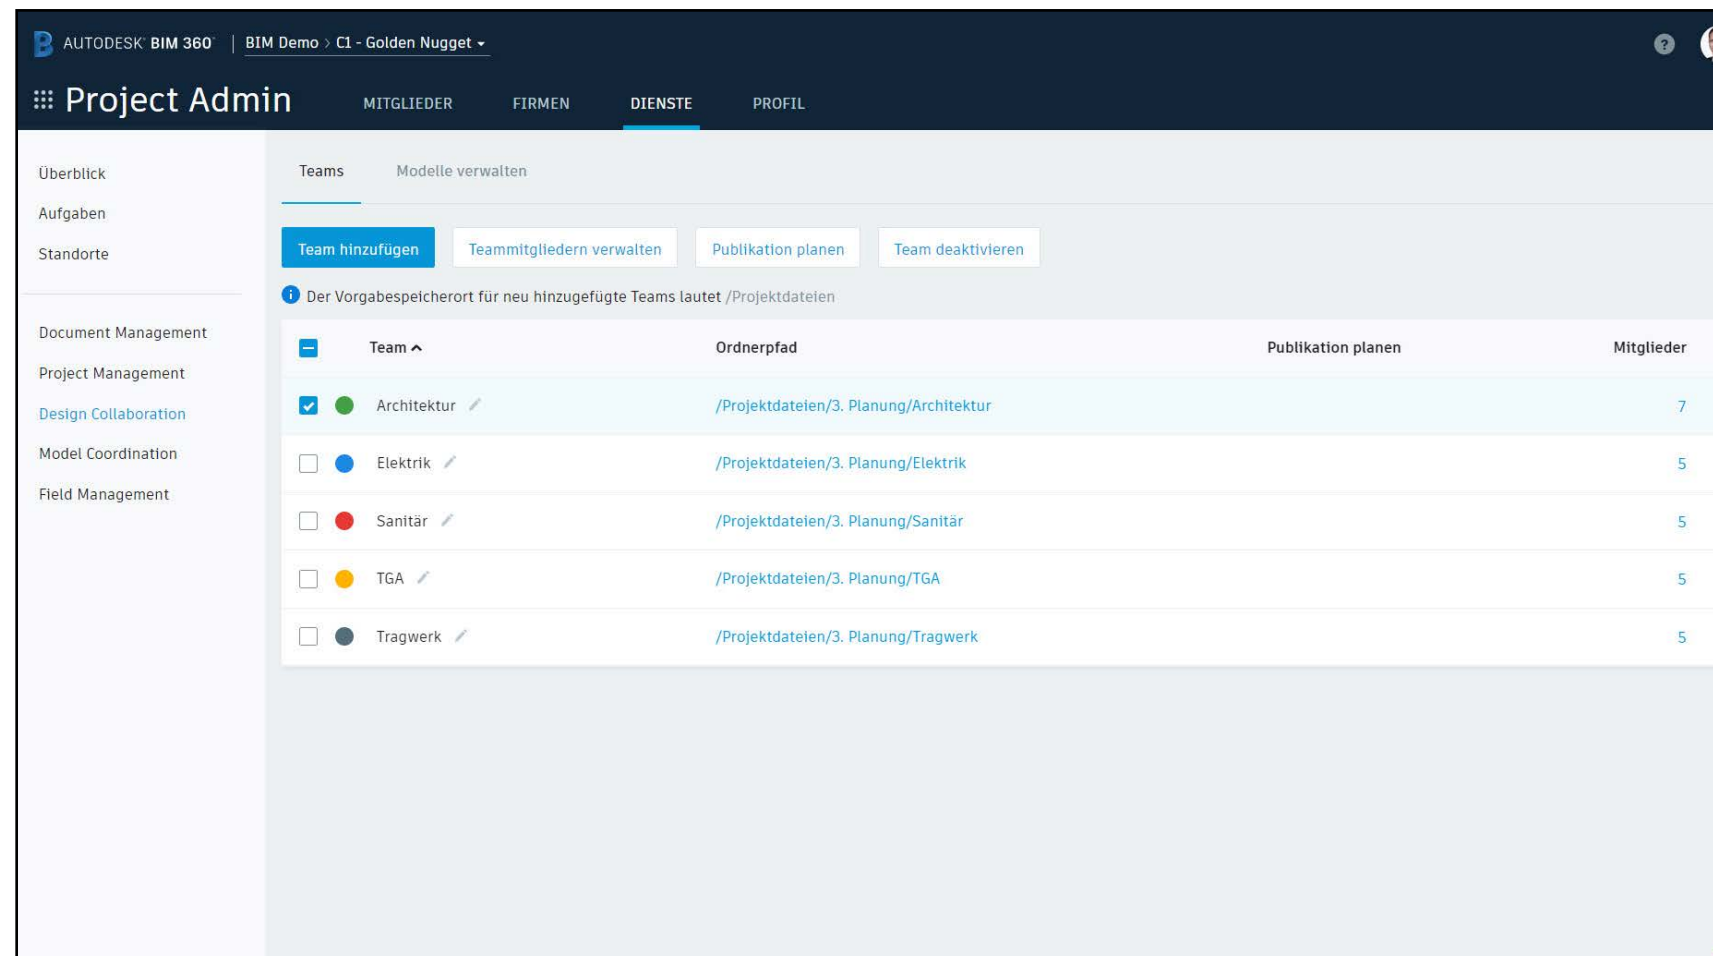 AUTODESK® BIM 360® | BIM Demo > C1 - Golden Nugget
?
Project Admin MITGLIEDER FIRMEN DIENSTE PROFIL
Überblick
Aufgaben
Standorte
Document Management
Project Management
Design Collaboration
Model Coordination
Field Management
Teams Modelle verwalten
Team hinzufügen Teammitgliedern verwalten Publikation planen Team deaktivieren
Der Vorgabespeicherort für neu hinzugefügte Teams lautet /Projektdateien
Team Ordnerpfad Publikation planen Mitglieder
Architektur /Projektdateien/3. Planung/Architektur 7
Elektrik /Projektdateien/3. Planung/Elektrik 5
Sanitär /Projektdateien/3. Planung/Sanitär 5
TGA /Projektdateien/3. Planung/TGA 5
Tragwerk /Projektdateien/3. Planung/Tragwerk 5